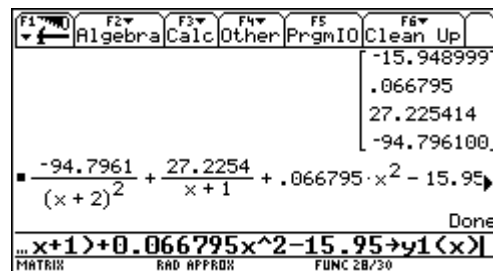 F1 F2 Algebra F3 Calc F4 Other F5 PrgmIO F6 Clean Up
-15.948999
.066795
27.225414
-94.796100
-94.7961/(x + 2)^2 + 27.2254/(x + 1) + .066795·x^2 - 15.95▶
Done
…x+1)+0.066795x^2-15.95→y1(x)
MATRIX RAD APPROX FUNC 28/30